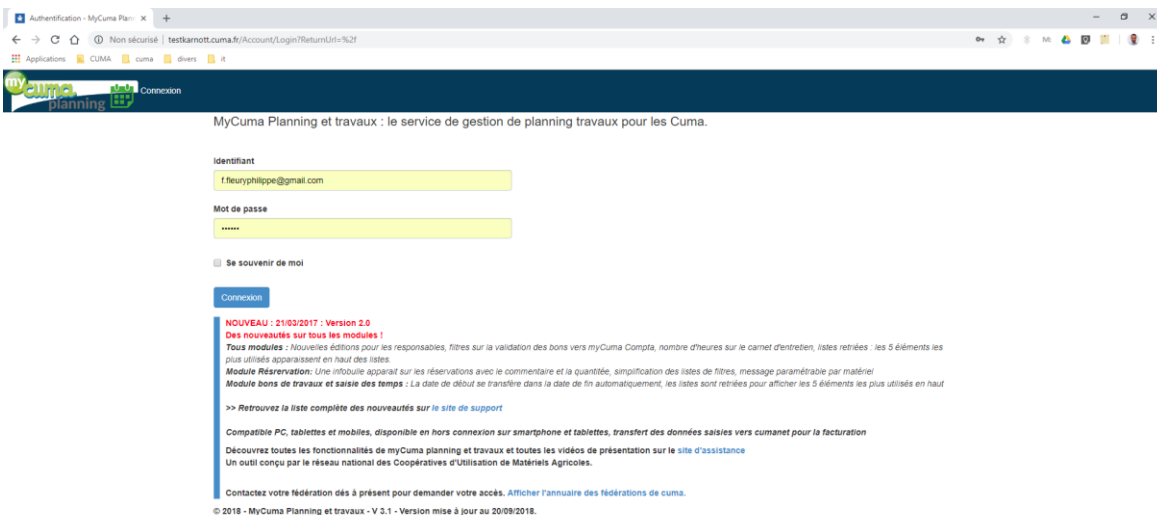 Authentification - MyCuma Plann
Non sécurisé | testkarnott.cuma.fr/Account/Login?ReturnUrl=%2f
Applications CUMA cuma divers it
my cuma planning Connexion
MyCuma Planning et travaux : le service de gestion de planning travaux pour les Cuma.
Identifiant
f.fleuryphilippe@gmail.com
Mot de passe
••••••
Se souvenir de moi
Connexion
NOUVEAU : 21/03/2017 : Version 2.0
Des nouveautés sur tous les modules !
Tous modules : Nouvelles éditions pour les responsables, filtres sur la validation des bons vers myCuma Compta, nombre d'heures sur le carnet d'entretien, listes retriées : les 5 éléments les
plus utilisés apparaissent en haut des listes.
Module Résrervation: Une infobulle apparait sur les réservations avec le commentaire et la quantitée, simplification des listes de filtres, message paramétrable par matériel
Module bons de travaux et saisie des temps : La date de début se transfère dans la date de fin automatiquement, les listes sont retriées pour afficher les 5 éléments les plus utilisés en haut
>> Retrouvez la liste complète des nouveautés sur le site de support
Compatible PC, tablettes et mobiles, disponible en hors connexion sur smartphone et tablettes, transfert des données saisies vers cumanet pour la facturation
Découvrez toutes les fonctionnalités de myCuma planning et travaux et toutes les vidéos de présentation sur le site d'assistance
Un outil conçu par le réseau national des Coopératives d'Utilisation de Matériels Agricoles.
Contactez votre fédération dés à présent pour demander votre accès. Afficher l'annuaire des fédérations de cuma.
© 2018 - MyCuma Planning et travaux - V 3.1 - Version mise à jour au 20/09/2018.